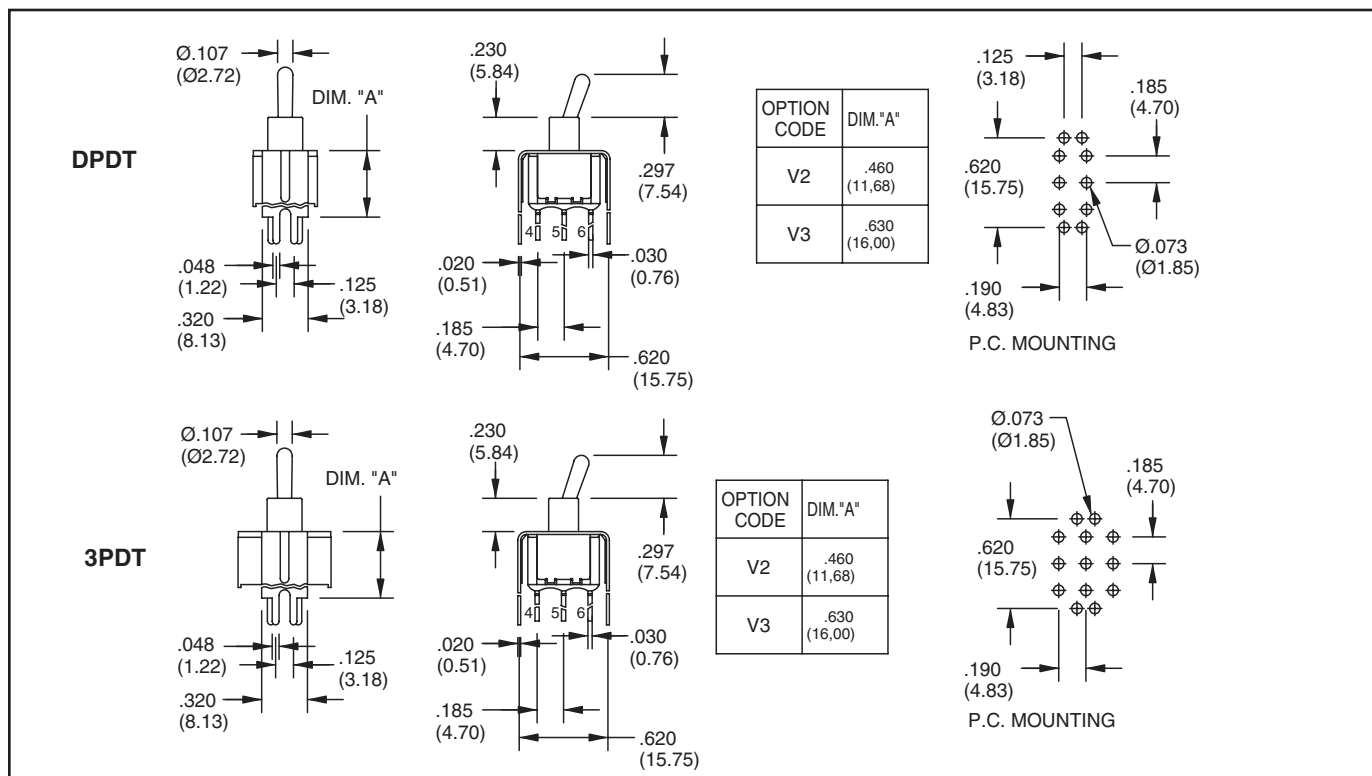 DPDT
Ø.107
(Ø2.72)
DIM. "A"
.048
(1.22)
.125
(3.18)
.320
(8.13)
.230
(5.84)
.297
(7.54)
4 5 6
.020
(0.51)
.030
(0.76)
.185
(4.70)
.620
(15.75)
OPTION CODE DIM."A"
V2 .460 (11,68)
V3 .630 (16,00)
.125
(3.18)
.185
(4.70)
.620
(15.75)
Ø.073
(Ø1.85)
.190
(4.83)
P.C. MOUNTING
3PDT
Ø.107
(Ø2.72)
DIM. "A"
.048
(1.22)
.125
(3.18)
.320
(8.13)
.230
(5.84)
.297
(7.54)
4 5 6
.020
(0.51)
.030
(0.76)
.185
(4.70)
.620
(15.75)
OPTION CODE DIM."A"
V2 .460 (11,68)
V3 .630 (16,00)
Ø.073
(Ø1.85)
.185
(4.70)
.620
(15.75)
.190
(4.83)
P.C. MOUNTING